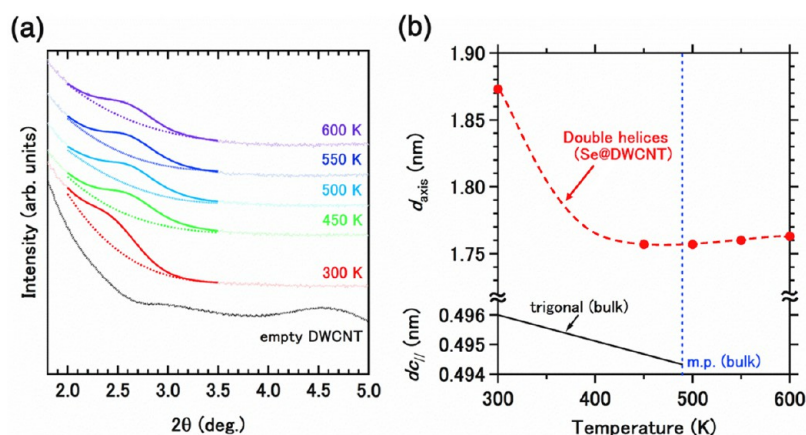 (a)
Intensity (arb. units)
600 K
550 K
500 K
450 K
300 K
empty DWCNT
2.0 2.5 3.0 3.5 4.0 4.5 5.0
2θ (deg.)
(b)
1.90
1.85
1.80
1.75
d_axis (nm)
Double helices
(Se@DWCNT)
0.496
0.495
0.494
dc// (nm)
trigonal (bulk)
m.p. (bulk)
300 400 500 600
Temperature (K)